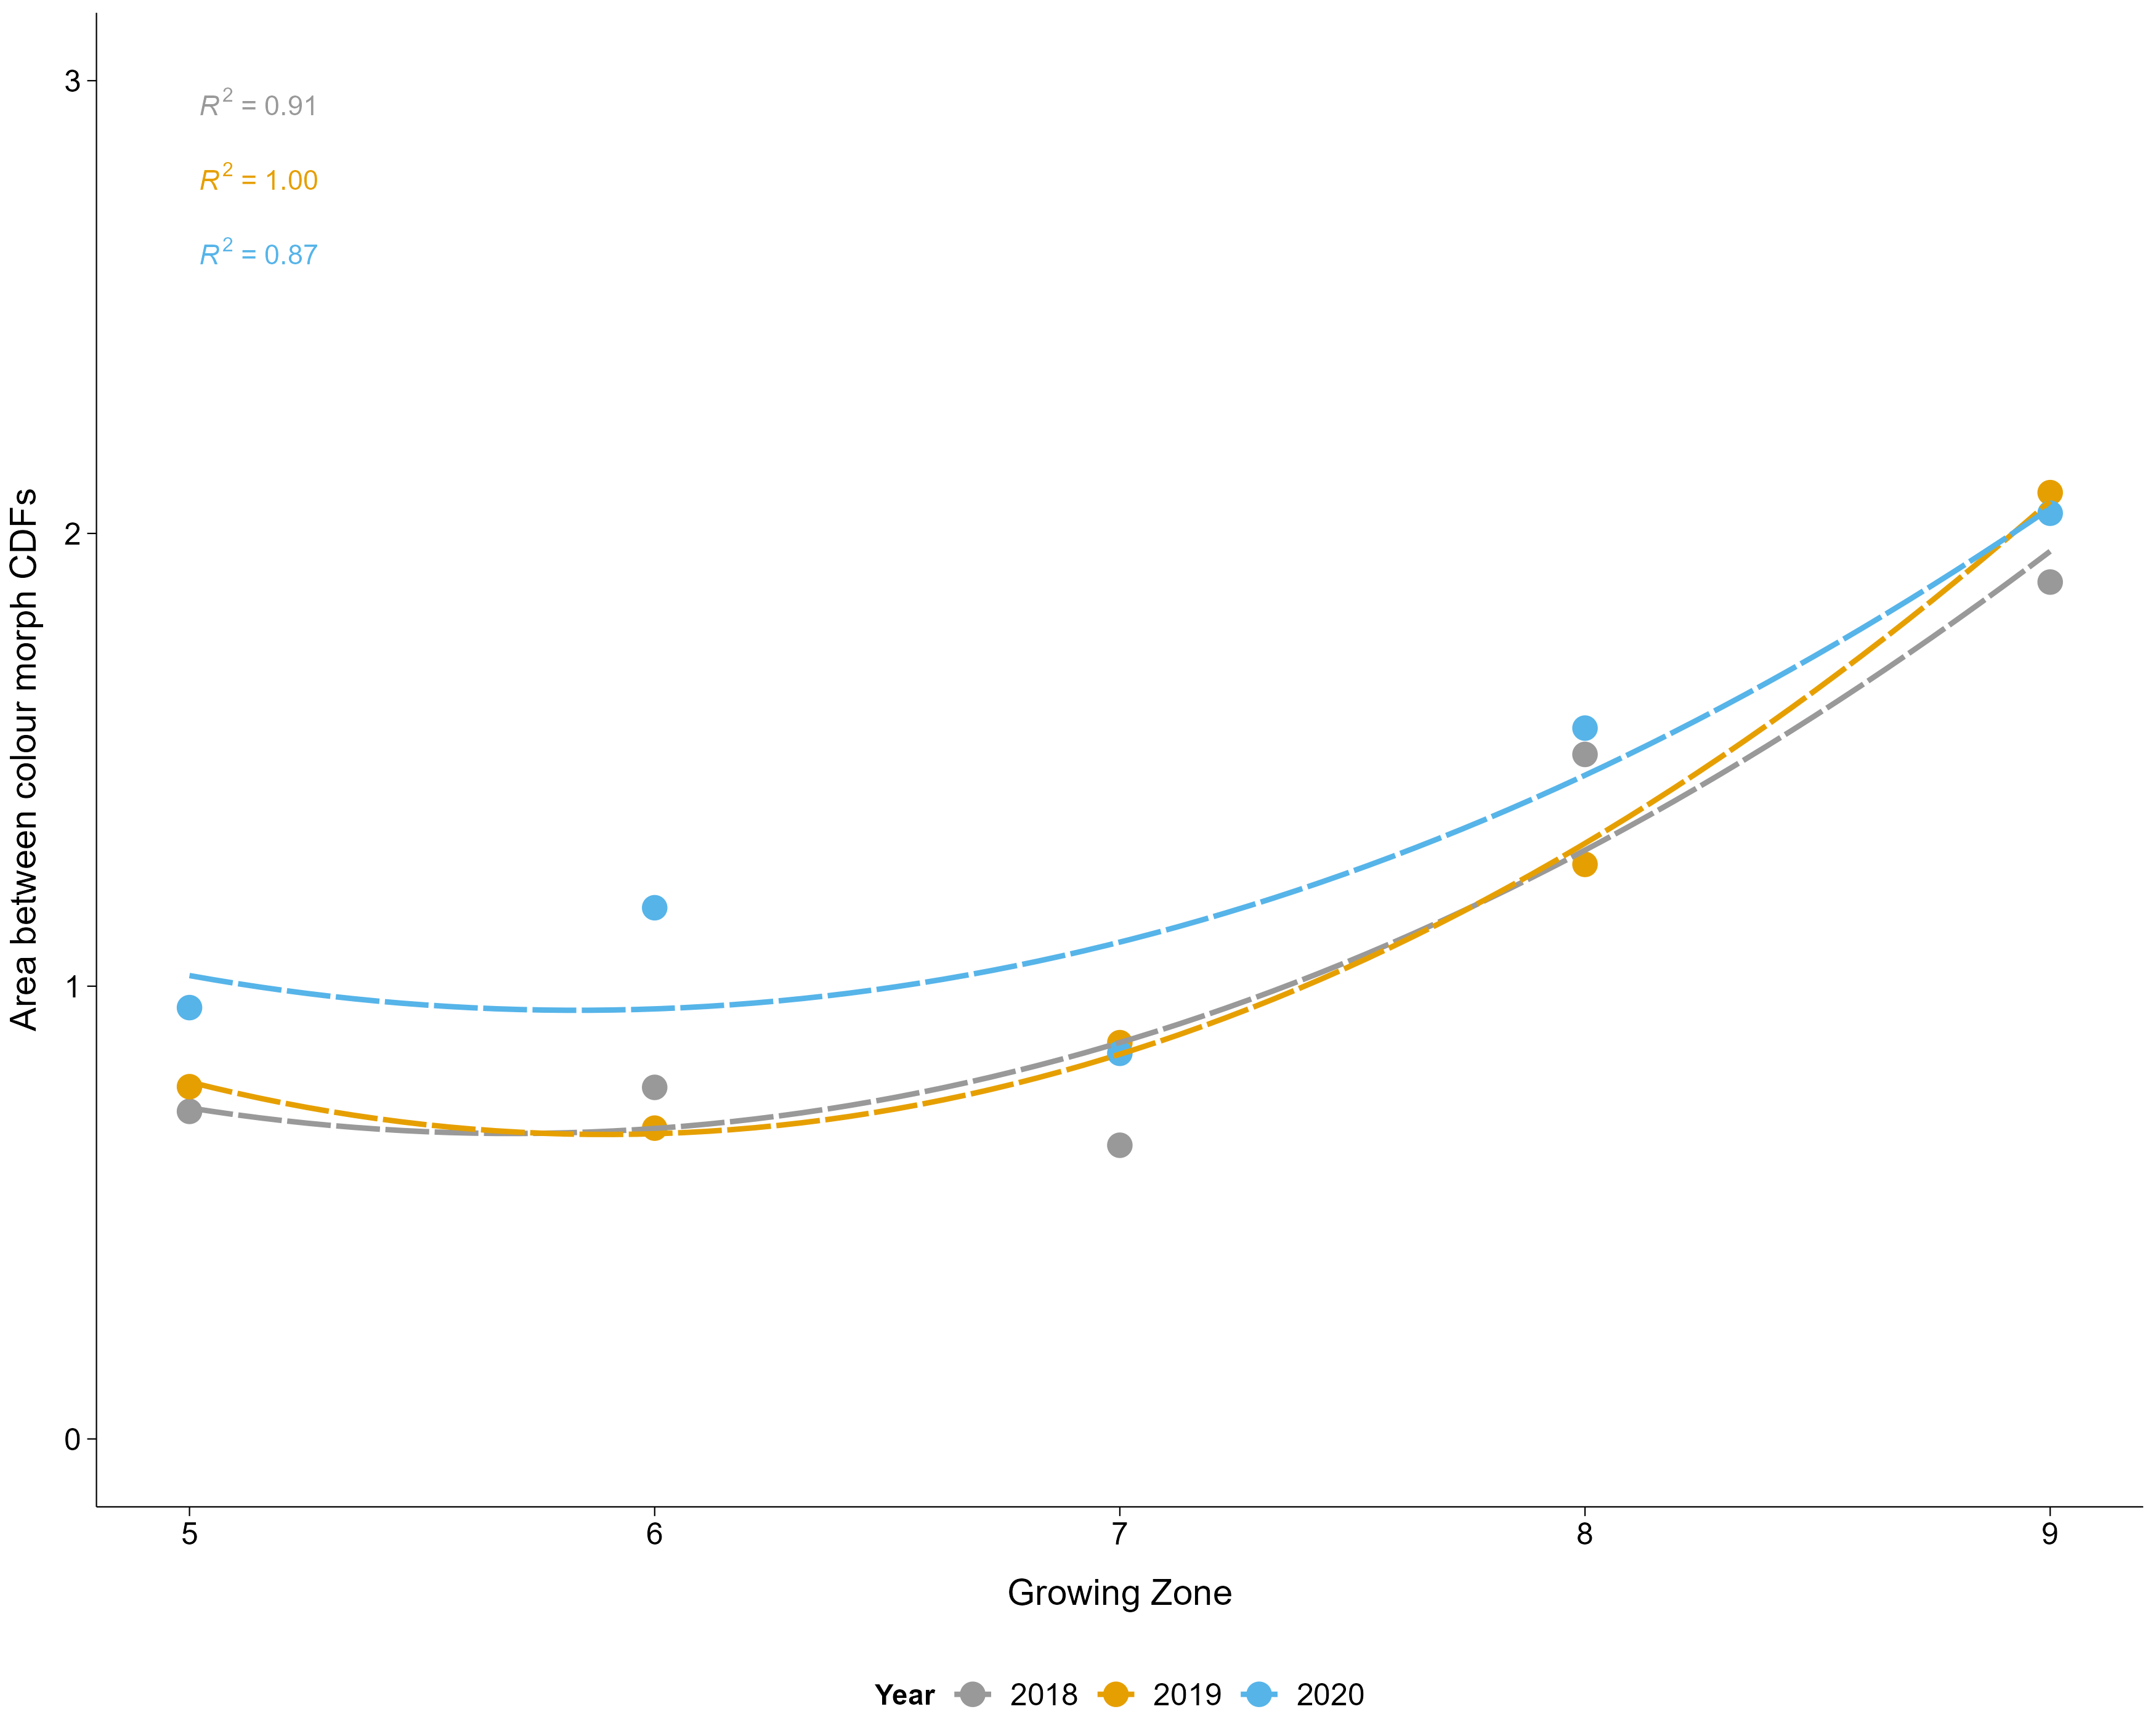 3
R² = 0.91
R² = 1.00
R² = 0.87
2
1
0
Area between colour morph CDFs
5 6 7 8 9
Growing Zone
Year 2018 2019 2020